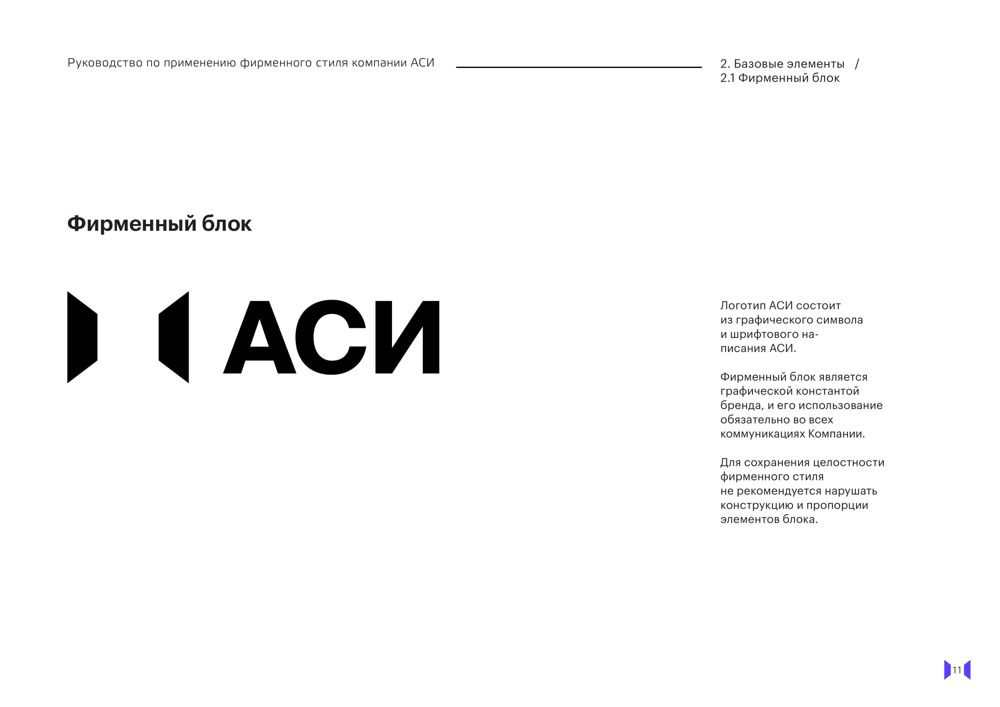 Руководство по применению фирменного стиля компании АСИ
2. Базовые элементы /
2.1 Фирменный блок
Фирменный блок
АСИ
Логотип АСИ состоит
из графического символа
и шрифтового на-
писания АСИ.
Фирменный блок является
графической константой
бренда, и его использование
обязательно во всех
коммуникациях Компании.
Для сохранения целостности
фирменного стиля
не рекомендуется нарушать
конструкцию и пропорции
элементов блока.
11